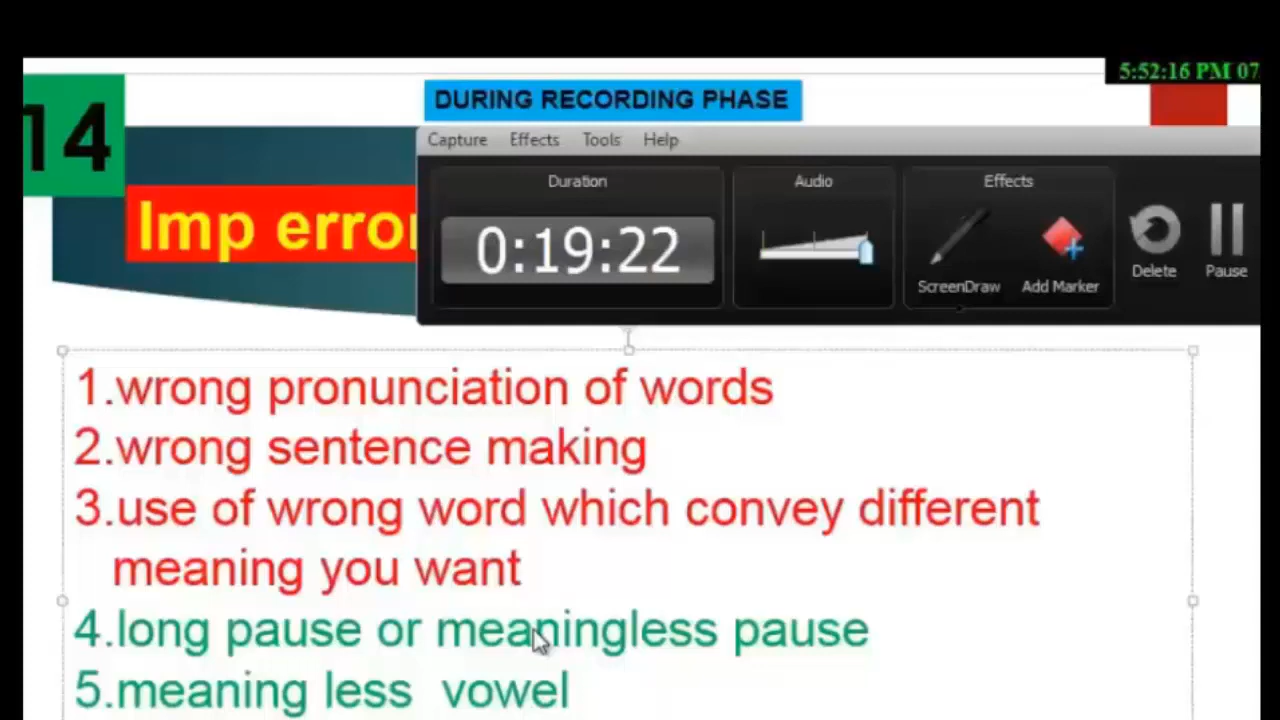 5:52:16 PM 07
14
DURING RECORDING PHASE
Capture Effects Tools Help
Imp error
Duration
Audio
Effects
0:19:22
ScreenDraw
Add Marker
Delete
Pause
1.wrong pronunciation of words
2.wrong sentence making
3.use of wrong word which convey different
meaning you want
4.long pause or meaningless pause
5.meaning less vowel